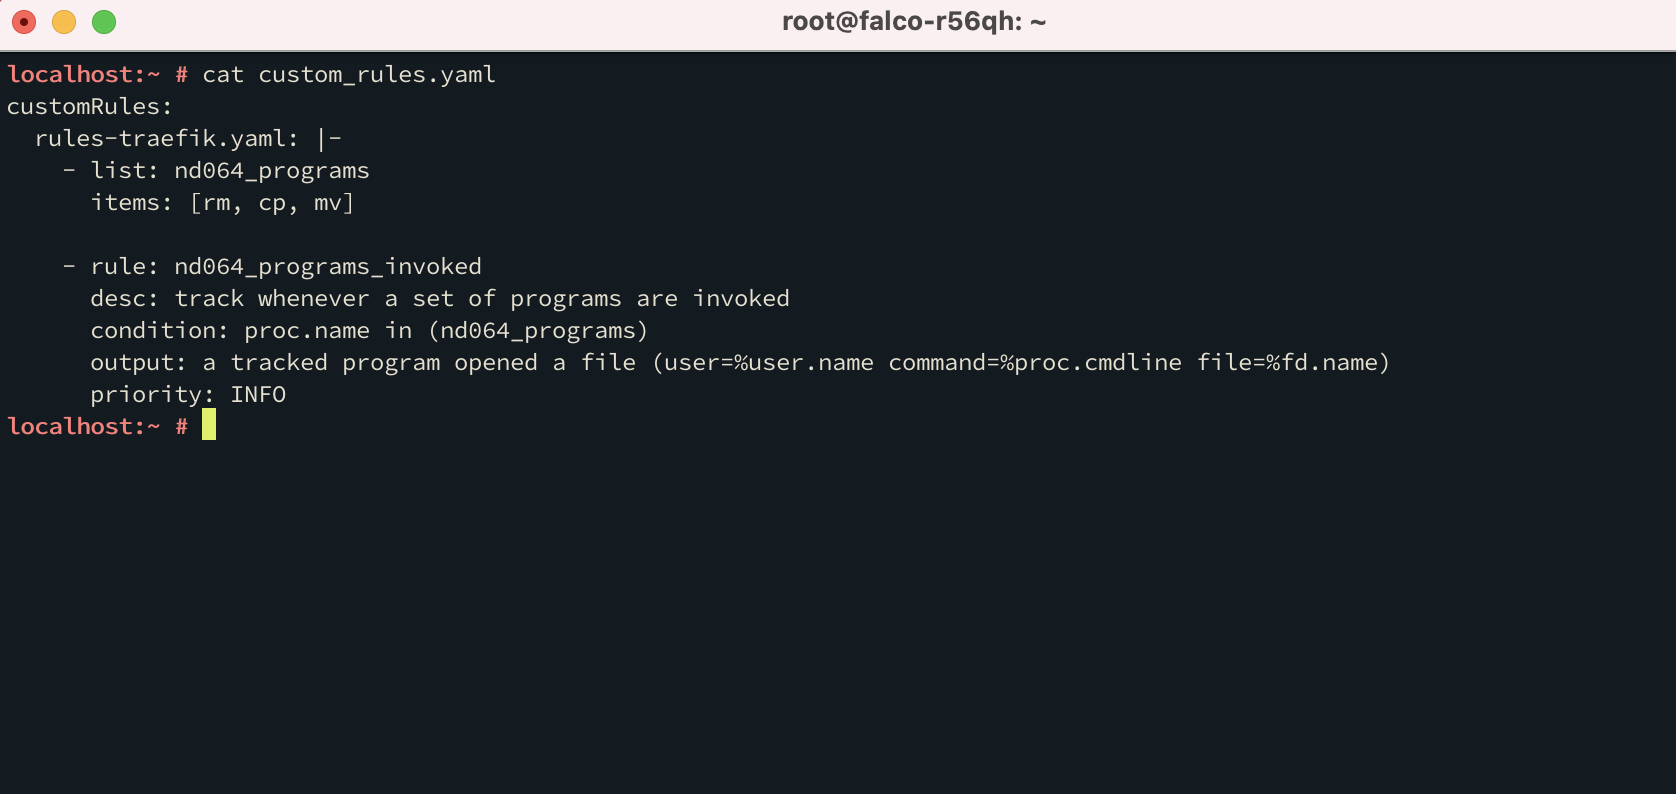 root@falco-r56qh: ~
localhost:~ # cat custom_rules.yaml
customRules:
  rules-traefik.yaml: |-
    - list: nd064_programs
      items: [rm, cp, mv]

    - rule: nd064_programs_invoked
      desc: track whenever a set of programs are invoked
      condition: proc.name in (nd064_programs)
      output: a tracked program opened a file (user=%user.name command=%proc.cmdline file=%fd.name)
      priority: INFO
localhost:~ #